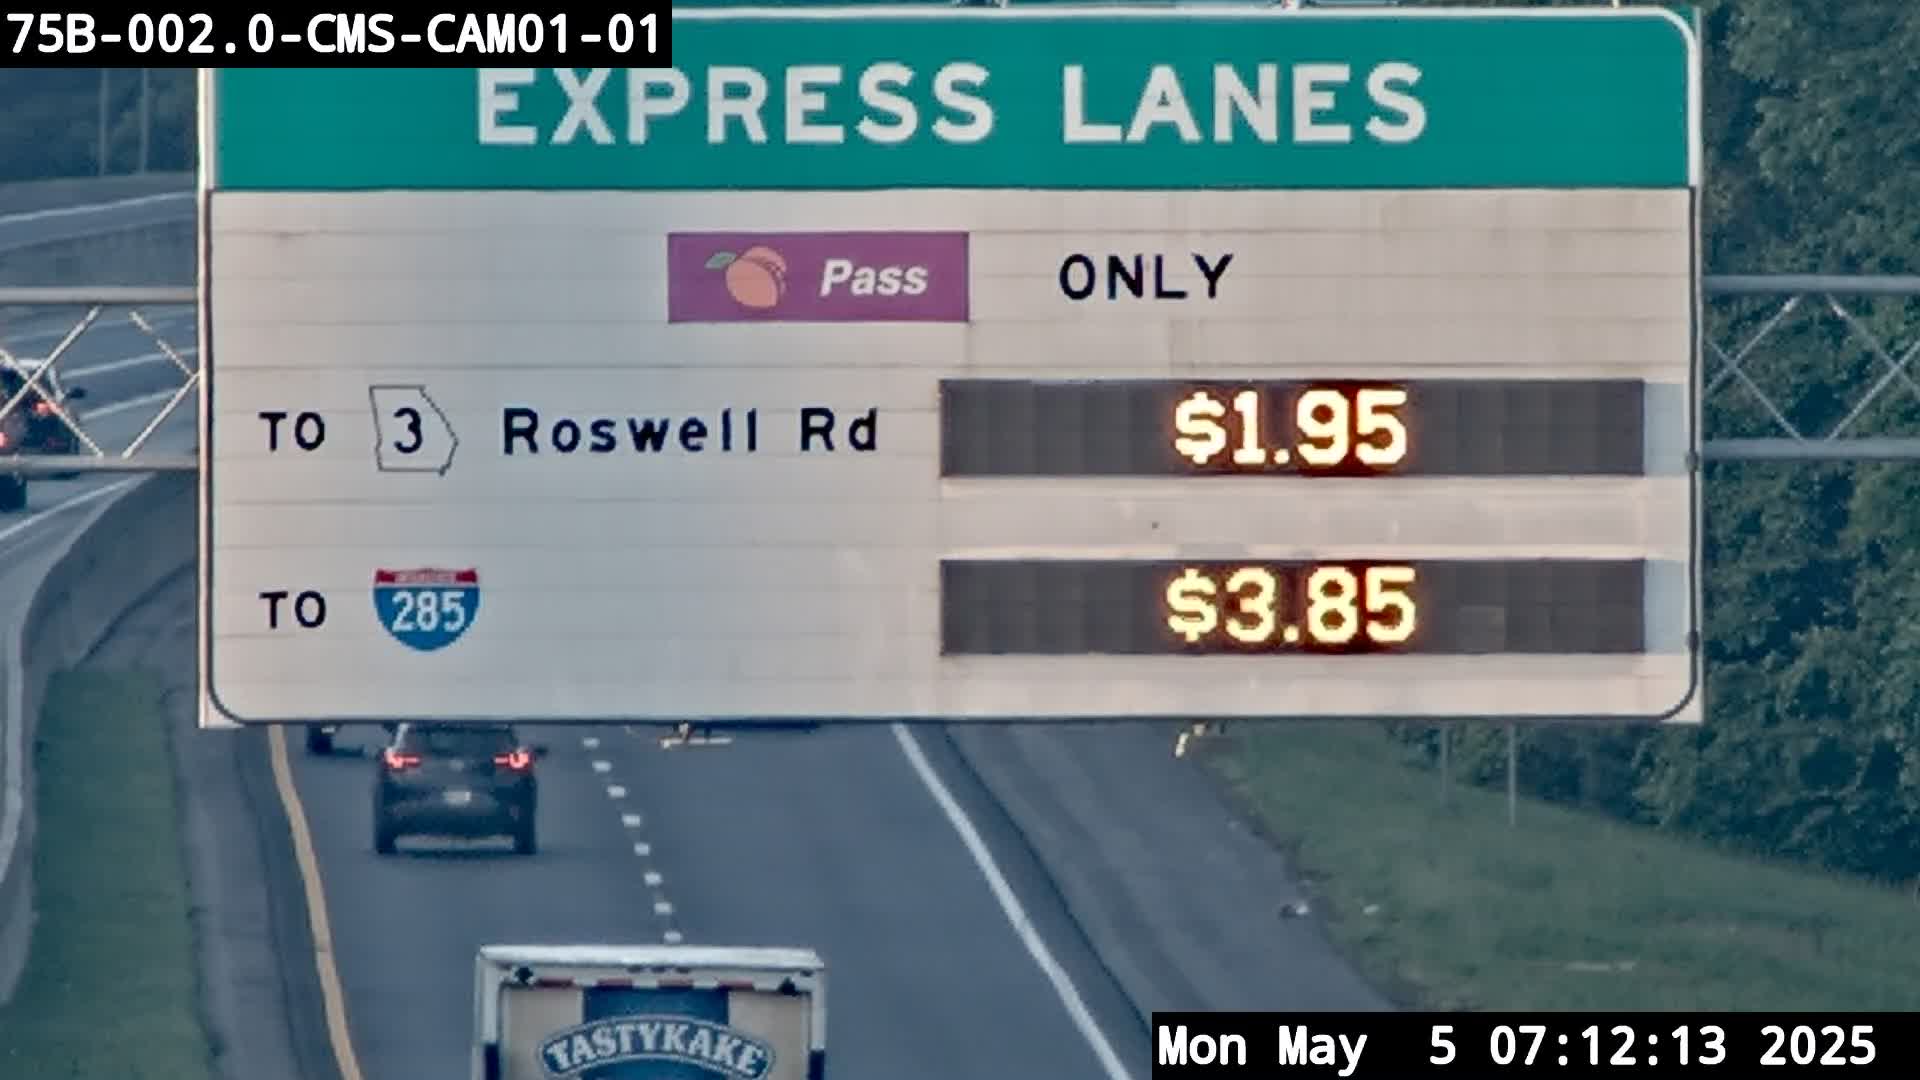 75B-002.0-CMS-CAM01-01
EXPRESS LANES
Pass ONLY
TO 3 Roswell Rd $1.95
TO INTERSTATE 285 $3.85
TASTYKAKE
Mon May 5 07:12:13 2025